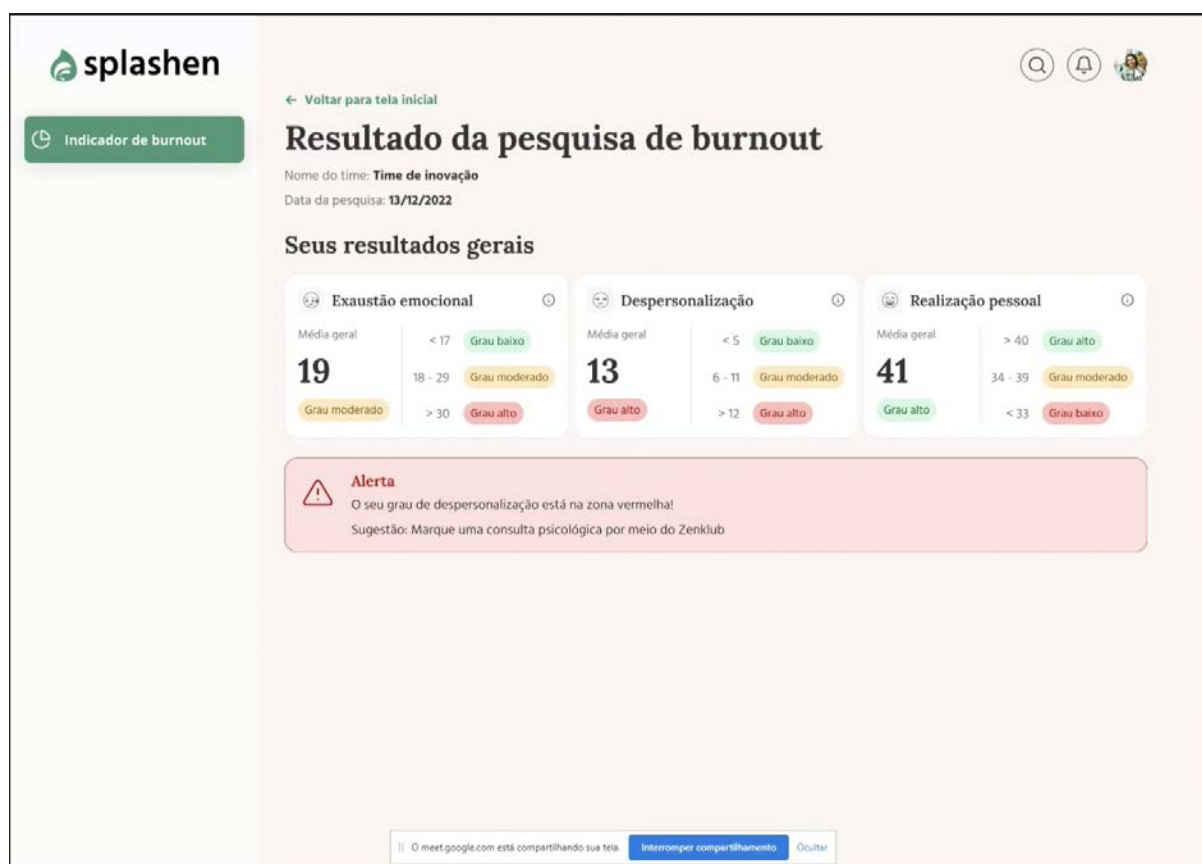 splashen
Indicador de burnout
← Voltar para tela inicial
Resultado da pesquisa de burnout
Nome do time: Time de inovação
Data da pesquisa: 13/12/2022
Seus resultados gerais
Exaustão emocional
Média geral
19
Grau moderado
< 17 Grau baixo
18 - 29 Grau moderado
> 30 Grau alto
Despersonalização
Média geral
13
Grau alto
< 5 Grau baixo
6 - 11 Grau moderado
> 12 Grau alto
Realização pessoal
Média geral
41
Grau alto
> 40 Grau alto
34 - 39 Grau moderado
< 33 Grau baixo
Alerta
O seu grau de despersonalização está na zona vermelha!
Sugestão: Marque uma consulta psicológica por meio do Zenklub
O meet.google.com está compartilhando sua tela. Interromper compartilhamento Ocultar